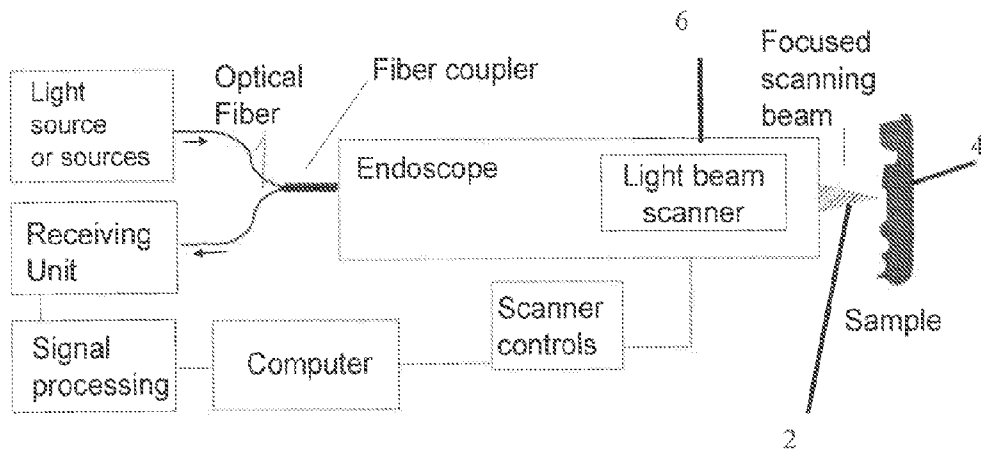 6
Focused
scanning
beam
Fiber coupler
Optical
Fiber
Light
source
or sources
Endoscope
Light beam
scanner
4
Receiving
Unit
Scanner
controls
Sample
Signal
processing
Computer
2